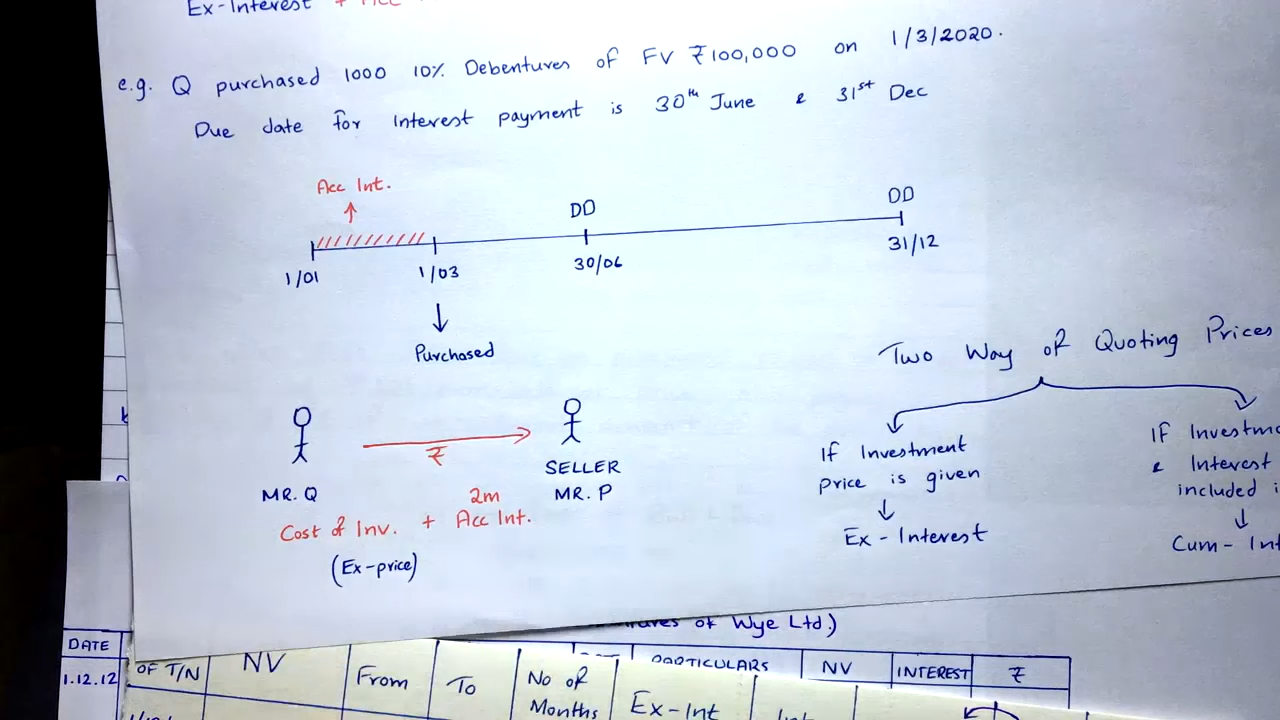 Ex-Interest + Acc
e.g. Q purchased 1000 10% Debentures of FV ₹100,000 on 1/3/2020.
Due date for interest payment is 30th June & 31st Dec
Acc Int.
DD
DD
1/01
1/03
30/06
31/12
Purchased
Two Way of Quoting Prices
If Investment
price is given
Ex-Interest
If Investm
& Interest
included i
Cum-Int
₹
MR. Q
SELLER
MR. P
Cost of Inv. + 2m Acc Int.
(Ex-price)
of Wye Ltd.)
DATE
PARTICULARS
NV
INTEREST
₹
1.12.12
OF T/N
NV
From
To
No of
Months
Ex-Int
Int